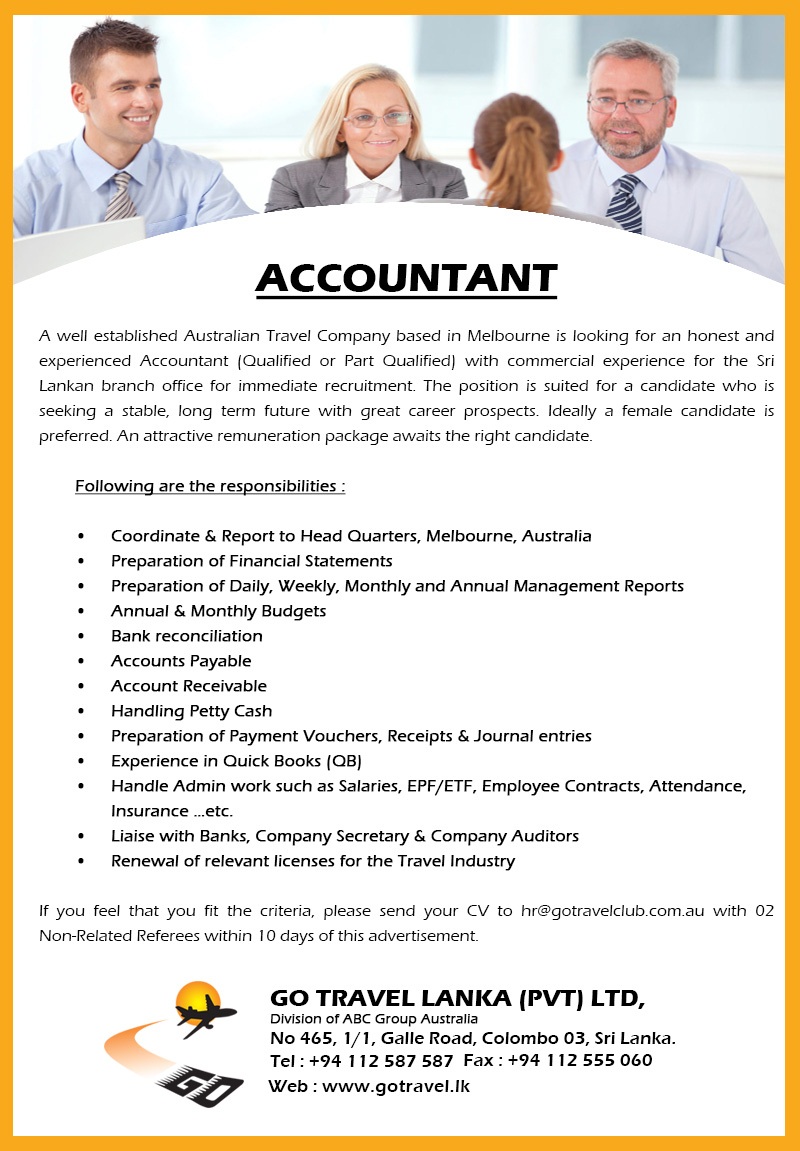 ACCOUNTANT
A well established Australian Travel Company based in Melbourne is looking for an honest and
experienced Accountant (Qualified or Part Qualified) with commercial experience for the Sri
Lankan branch office for immediate recruitment. The position is suited for a candidate who is
seeking a stable, long term future with great career prospects. Ideally a female candidate is
preferred. An attractive remuneration package awaits the right candidate.
Following are the responsibilities :
• Coordinate & Report to Head Quarters, Melbourne, Australia
• Preparation of Financial Statements
• Preparation of Daily, Weekly, Monthly and Annual Management Reports
• Annual & Monthly Budgets
• Bank reconciliation
• Accounts Payable
• Account Receivable
• Handling Petty Cash
• Preparation of Payment Vouchers, Receipts & Journal entries
• Experience in Quick Books (QB)
• Handle Admin work such as Salaries, EPF/ETF, Employee Contracts, Attendance,
Insurance ...etc.
• Liaise with Banks, Company Secretary & Company Auditors
• Renewal of relevant licenses for the Travel Industry
If you feel that you fit the criteria, please send your CV to hr@gotravelclub.com.au with 02
Non-Related Referees within 10 days of this advertisement.
GO TRAVEL LANKA (PVT) LTD,
Division of ABC Group Australia
No 465, 1/1, Galle Road, Colombo 03, Sri Lanka.
Tel : +94 112 587 587 Fax : +94 112 555 060
Web : www.gotravel.lk
GO